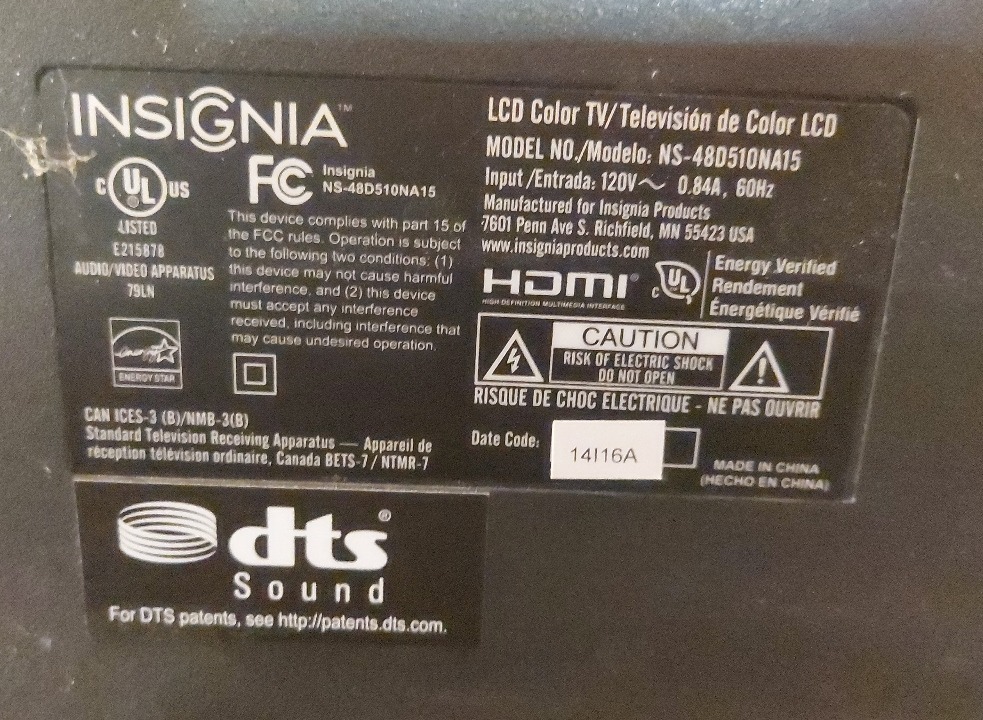 INSIGNIA™
C UL US
LISTED
E215878
AUDIO/VIDEO APPARATUS
79LN
FC Insignia
NS-48D510NA15
This device complies with part 15 of
the FCC rules. Operation is subject
to the following two conditions: (1)
this device may not cause harmful
interference, and (2) this device
must accept any interference
received, including interference that
may cause undesired operation.
energy
ENERGY STAR
CAN ICES-3 (B)/NMB-3(B)
Standard Television Receiving Apparatus — Appareil de
réception télévision ordinaire, Canada BETS-7 / NTMR-7
LCD Color TV/Televisión de Color LCD
MODEL NO./Modelo: NS-48D510NA15
Input /Entrada: 120V～ 0.84A, 60Hz
Manufactured for Insignia Products
7601 Penn Ave S. Richfield, MN 55423 USA
www.insigniaproducts.com
HDMI®
HIGH-DEFINITION MULTIMEDIA INTERFACE
C UL
Energy Verified
Rendement
Énergétique Vérifié
CAUTION
RISK OF ELECTRIC SHOCK
DO NOT OPEN
RISQUE DE CHOC ELECTRIQUE - NE PAS OUVRIR
Date Code: 14I16A
MADE IN CHINA
(HECHO EN CHINA)
dts®
Sound
For DTS patents, see http://patents.dts.com.